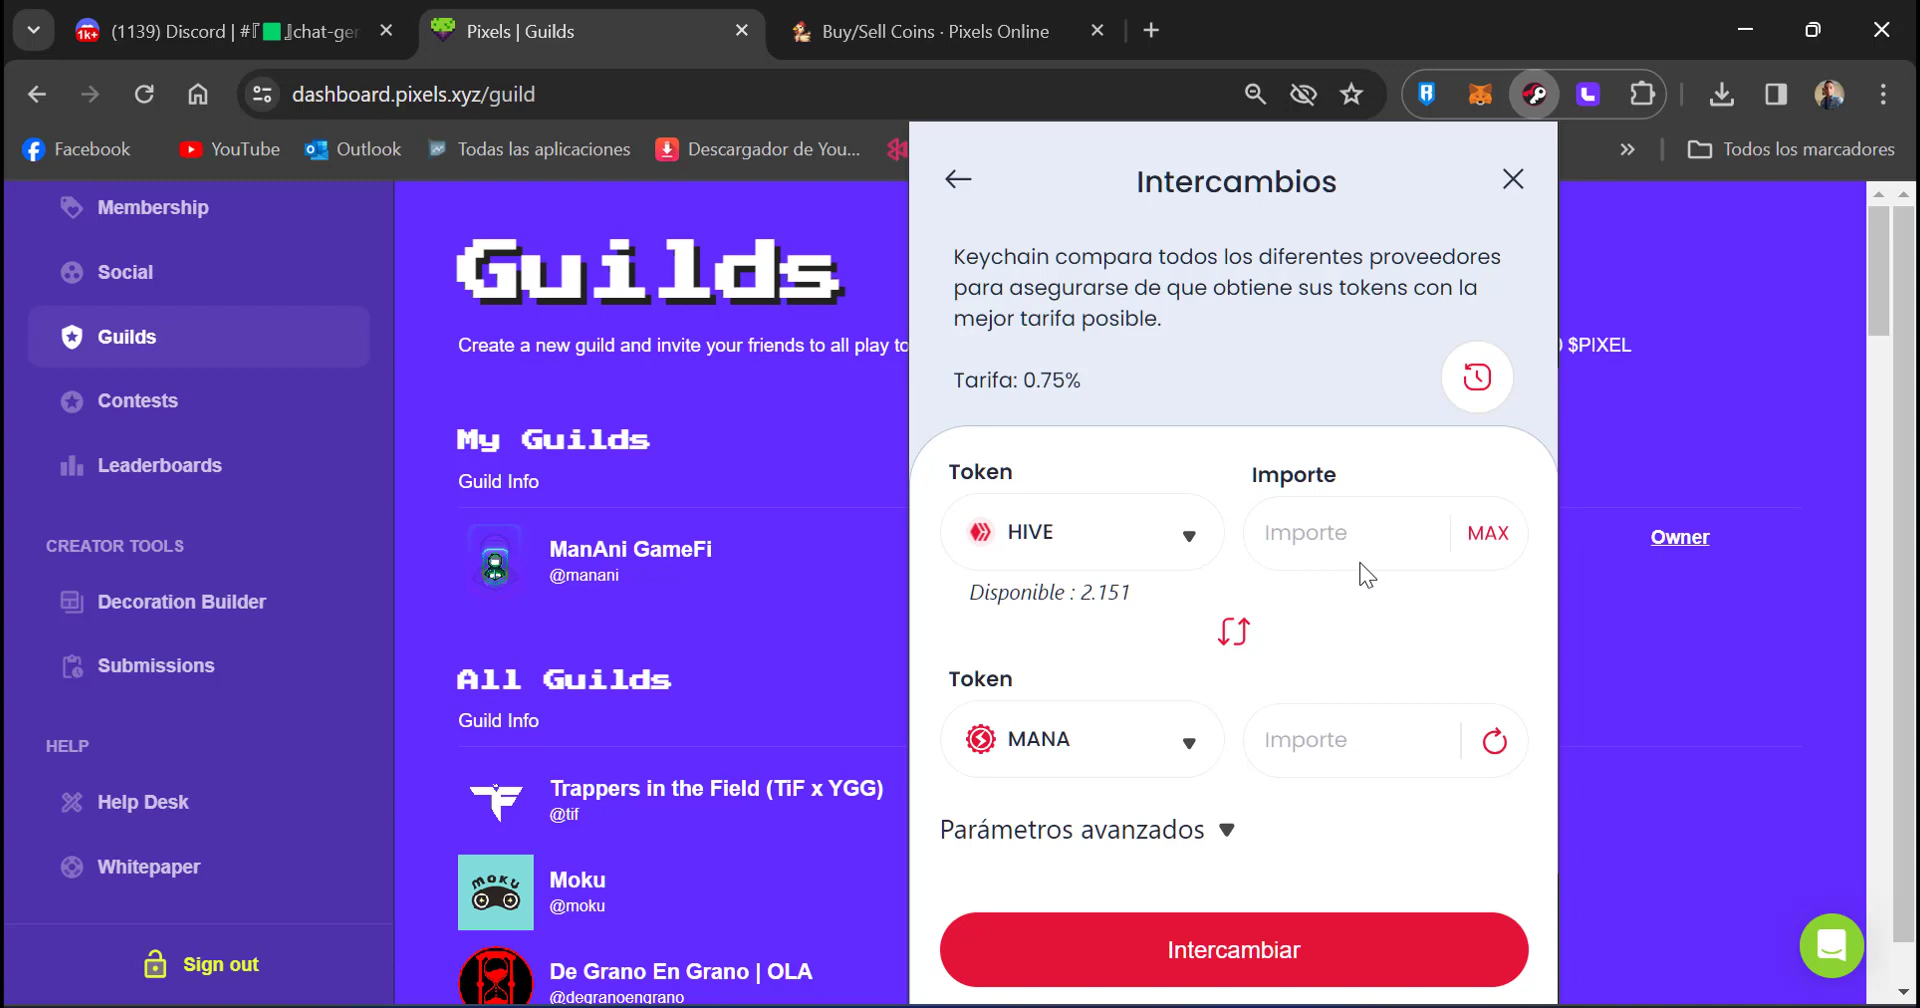 (1139) Discord | #『🟩』chat-ger
Pixels | Guilds
Buy/Sell Coins · Pixels Online
dashboard.pixels.xyz/guild
Facebook
YouTube
Outlook
Todas las aplicaciones
Descargador de You...
Todos los marcadores
Membership
Social
Guilds
Contests
Leaderboards
CREATOR TOOLS
Decoration Builder
Submissions
HELP
Help Desk
Whitepaper
Sign out
Guilds
Create a new guild and invite your friends to all play to
) $PIXEL
My Guilds
Guild Info
ManAni GameFi
@manani
Owner
All Guilds
Guild Info
Trappers in the Field (TiF x YGG)
@tif
MOKU
Moku
@moku
De Grano En Grano | OLA
@degranoengrano
Intercambios
Keychain compara todos los diferentes proveedores
para asegurarse de que obtiene sus tokens con la
mejor tarifa posible.
Tarifa: 0.75%
Token
Importe
HIVE
Importe
MAX
Disponible : 2.151
Token
MANA
Importe
Parámetros avanzados
Intercambiar